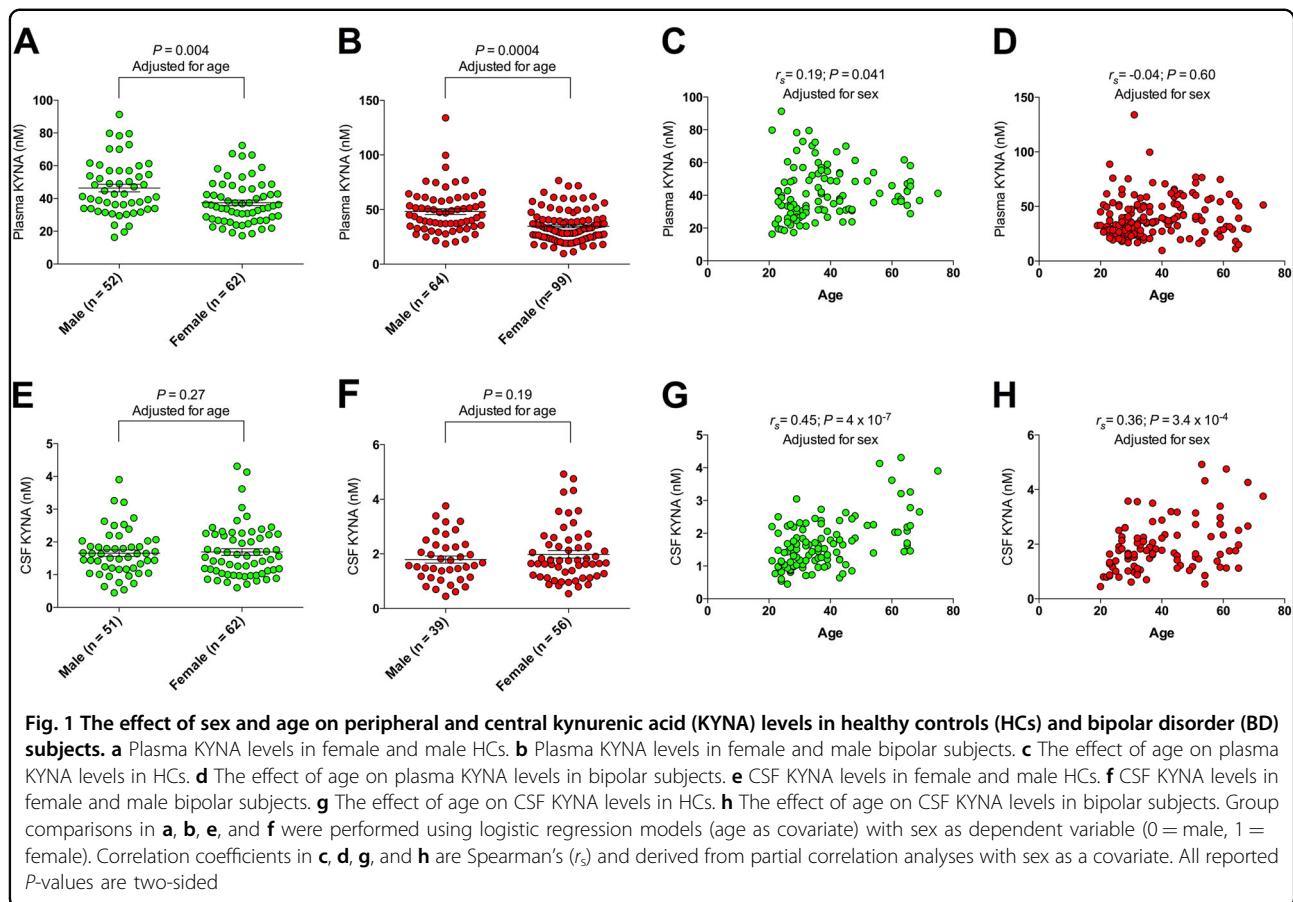 A
P = 0.004
Adjusted for age
Plasma KYNA (nM)
100
80
60
40
20
0
Male (n = 52)
Female (n = 62)
B
P = 0.0004
Adjusted for age
Plasma KYNA (nM)
150
100
50
0
Male (n = 64)
Female (n= 99)
C
rs = 0.19; P = 0.041
Adjusted for sex
Plasma KYNA (nM)
100
80
60
40
20
0
0 20 40 60 80
Age
D
rs = -0.04; P = 0.60
Adjusted for sex
Plasma KYNA (nM)
150
100
50
0
0 20 40 60 80
Age
E
P = 0.27
Adjusted for age
CSF KYNA (nM)
5
4
3
2
1
0
Male (n = 51)
Female (n = 62)
F
P = 0.19
Adjusted for age
CSF KYNA (nM)
6
4
2
0
Male (n = 39)
Female (n = 56)
G
rs = 0.45; P = 4 x 10-7
Adjusted for sex
CSF KYNA (nM)
5
4
3
2
1
0
0 20 40 60 80
Age
H
rs = 0.36; P = 3.4 x 10-4
Adjusted for sex
CSF KYNA (nM)
6
4
2
0
0 20 40 60 80
Age
Fig. 1 The effect of sex and age on peripheral and central kynurenic acid (KYNA) levels in healthy controls (HCs) and bipolar disorder (BD)
subjects. a Plasma KYNA levels in female and male HCs. b Plasma KYNA levels in female and male bipolar subjects. c The effect of age on plasma
KYNA levels in HCs. d The effect of age on plasma KYNA levels in bipolar subjects. e CSF KYNA levels in female and male HCs. f CSF KYNA levels in
female and male bipolar subjects. g The effect of age on CSF KYNA levels in HCs. h The effect of age on CSF KYNA levels in bipolar subjects. Group
comparisons in a, b, e, and f were performed using logistic regression models (age as covariate) with sex as dependent variable (0 = male, 1 =
female). Correlation coefficients in c, d, g, and h are Spearman's (rs) and derived from partial correlation analyses with sex as a covariate. All reported
P-values are two-sided